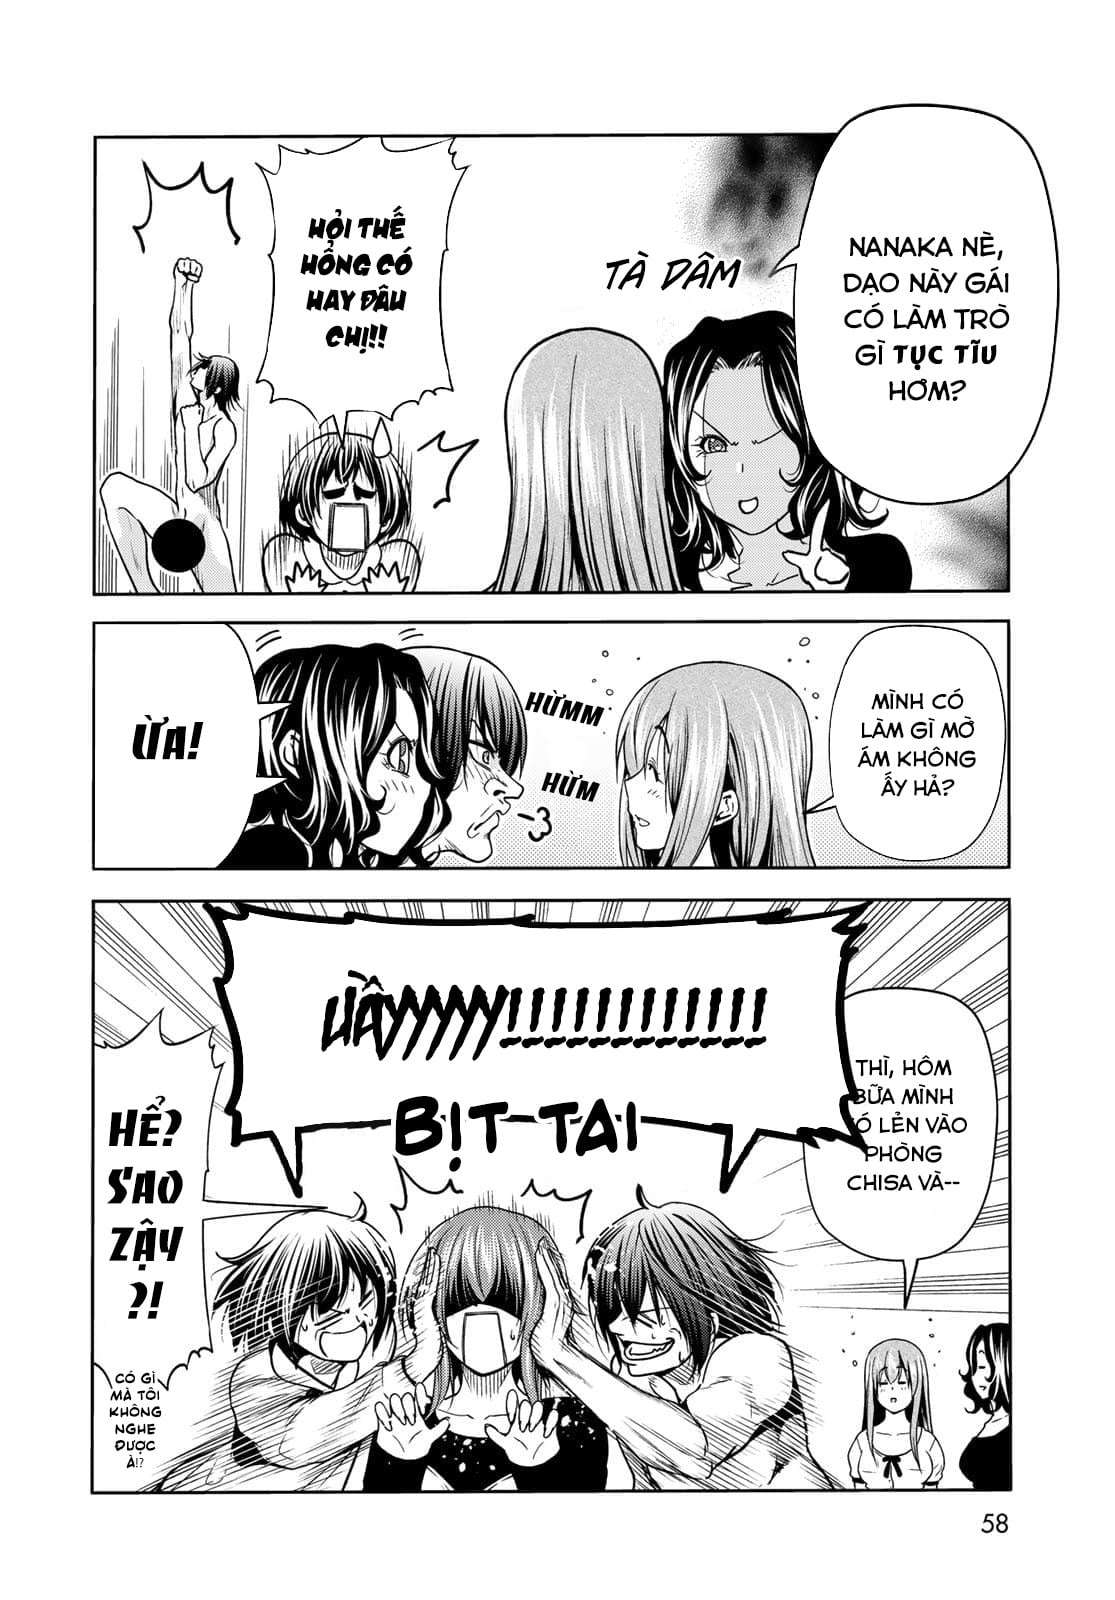 NANAKA NÈ,
DẠO NÀY GÁI
CÓ LÀM TRÒ
GÌ TỤC TĨU
HƠM?
TÀ DÂM
HỎI THẾ
HỔNG CÓ
HAY ĐÂU
CHỊ!!
MÌNH CÓ
LÀM GÌ MỜ
ÁM KHÔNG
ẤY HẢ?
HỪMM
HỪM
ỪA!
THÌ, HÔM
BỮA MÌNH
Ó LẺN VÀO
PHÒNG
CHISA VÀ--
UẦYYYYY!!!!!!!!!!!!!
BỊT TAI
HỂ?
SAO
ZẬY
?!
CÓ GÌ
MÀ TÔI
KHÔNG
NGHE
ĐƯỢC
À!?
58